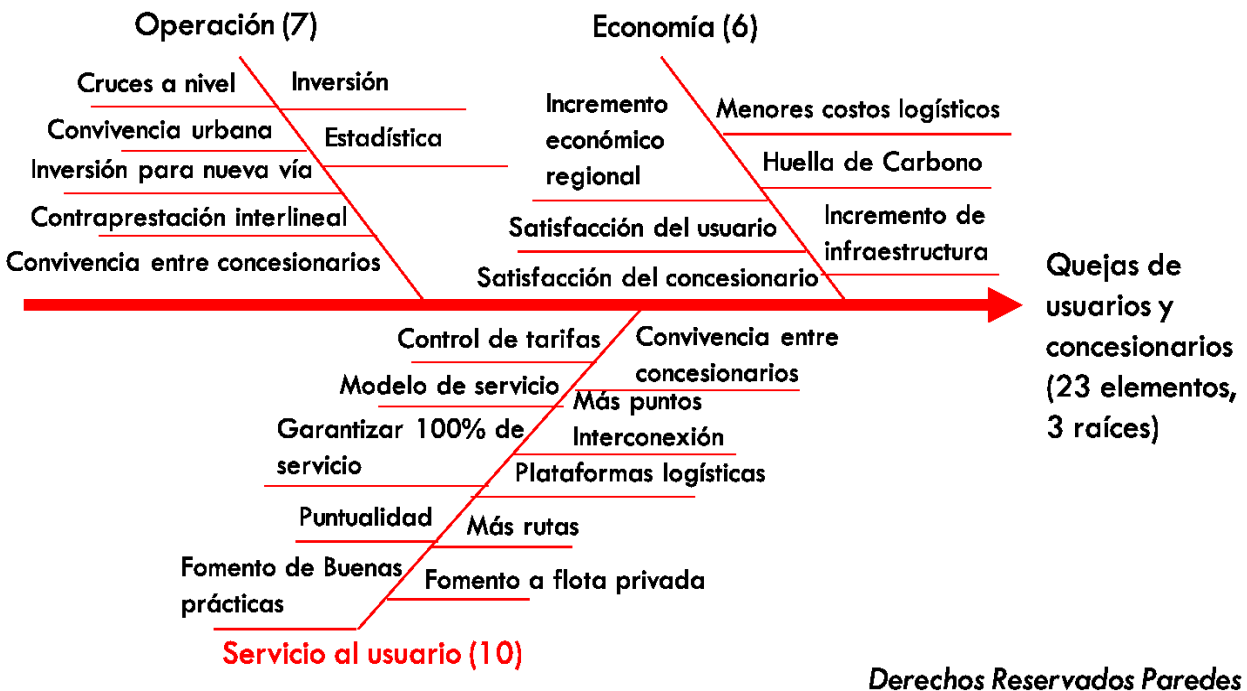 Operación (7)
Cruces a nivel
Inversión
Convivencia urbana
Estadística
Inversión para nueva vía
Contraprestación interlineal
Convivencia entre concesionarios
Economía (6)
Incremento
económico
regional
Menores costos logísticos
Huella de Carbono
Satisfacción del usuario
Incremento de
infraestructura
Satisfacción del concesionario
Quejas de
usuarios y
concesionarios
(23 elementos,
3 raíces)
Control de tarifas
Convivencia entre
concesionarios
Modelo de servicio
Más puntos
Interconexión
Garantizar 100% de
servicio
Plataformas logísticas
Puntualidad
Más rutas
Fomento de Buenas
prácticas
Fomento a flota privada
Servicio al usuario (10)
Derechos Reservados Paredes